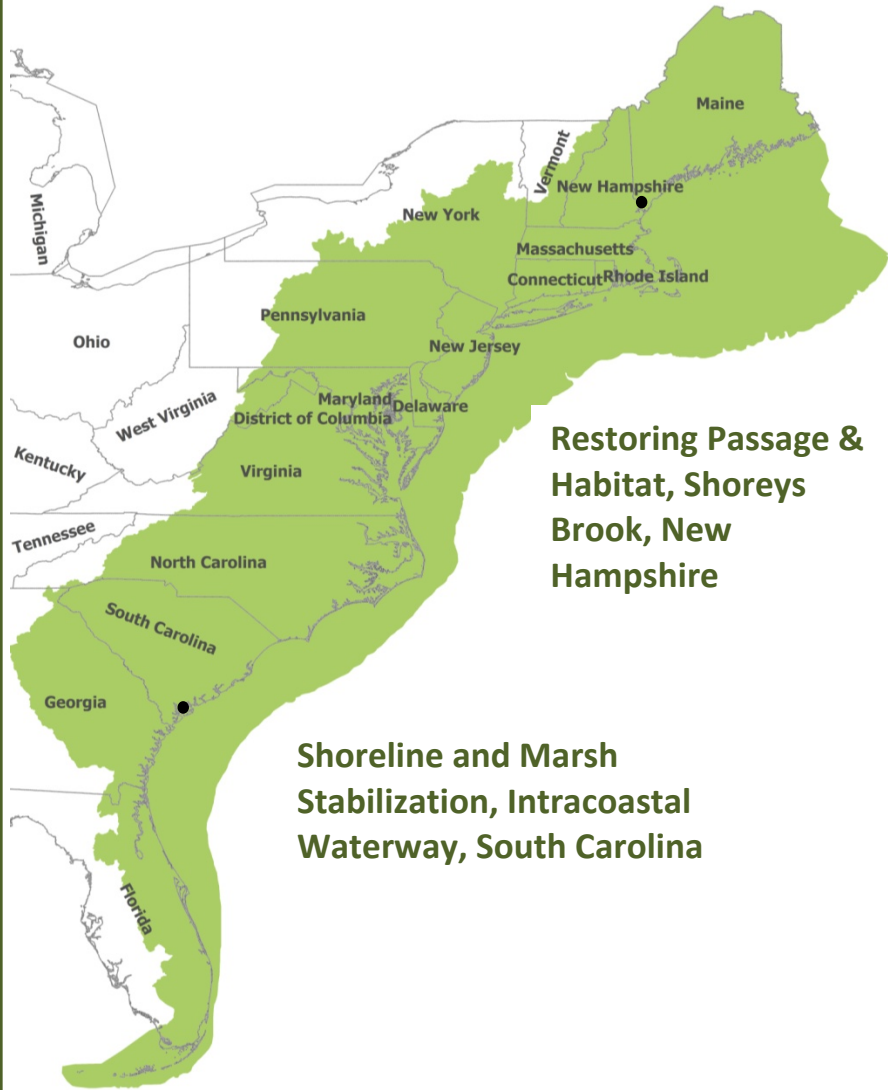 Maine
Vermont
New Hampshire
Michigan
New York
Massachusetts
Connecticut
Rhode Island
Pennsylvania
Ohio
New Jersey
West Virginia
Maryland
Delaware
District of Columbia
Kentucky
Virginia
Restoring Passage &
Habitat, Shoreys
Brook, New
Hampshire
Tennessee
North Carolina
South Carolina
Georgia
Shoreline and Marsh
Stabilization, Intracoastal
Waterway, South Carolina
Florida